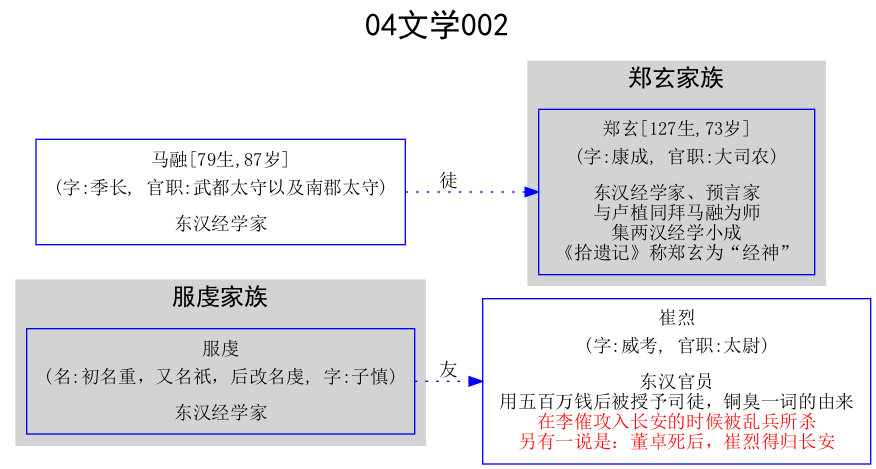 04文学002
郑玄家族
郑玄[127生,73岁]
(字:康成, 官职:大司农)
东汉经学家、预言家
与卢植同拜马融为师
集两汉经学小成
《拾遗记》称郑玄为“经神”
马融[79生,87岁]
(字:季长, 官职:武都太守以及南郡太守)
东汉经学家
徒
服虔家族
服虔
(名:初名重，又名祇，后改名虔, 字:子慎)
东汉经学家
友
崔烈
(字:威考, 官职:太尉)
东汉官员
用五百万钱后被授予司徒，铜臭一词的由来
在李傕攻入长安的时候被乱兵所杀
另有一说是：董卓死后，崔烈得归长安